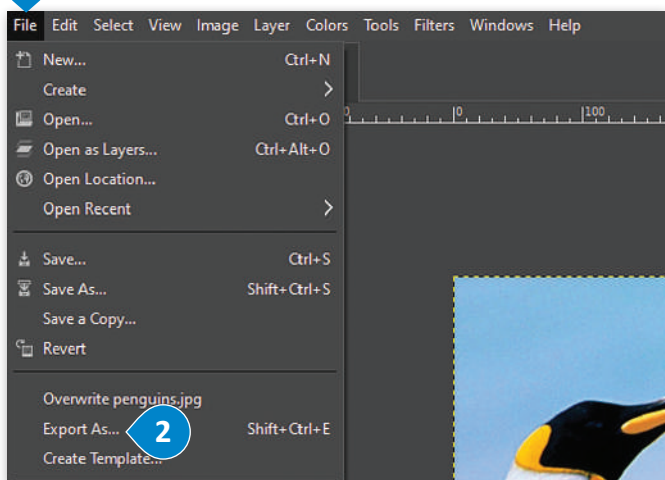 File Edit Select View Image Layer Colors Tools Filters Windows Help
New... Ctrl+N
Create >
Open... Ctrl+O
Open as Layers... Ctrl+Alt+O
Open Location...
Open Recent >
0 100
Save... Ctrl+S
Save As... Shift+Ctrl+S
Save a Copy...
Revert
Overwrite penguins.jpg
Export As... 2 Shift+Ctrl+E
Create Template...